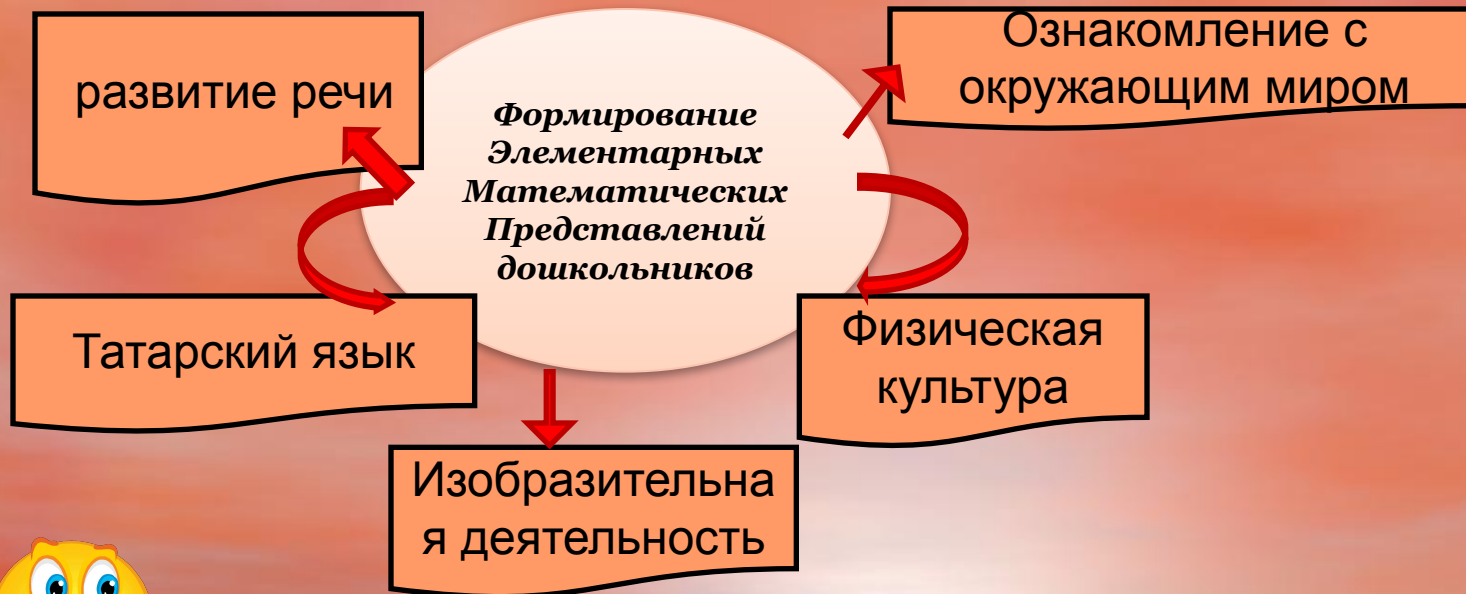 развитие речи
Формирование
Элементарных
Математических
Представлений
дошкольников
Ознакомление с
окружающим миром
Татарский язык
Физическая
культура
Изобразительна
я деятельность